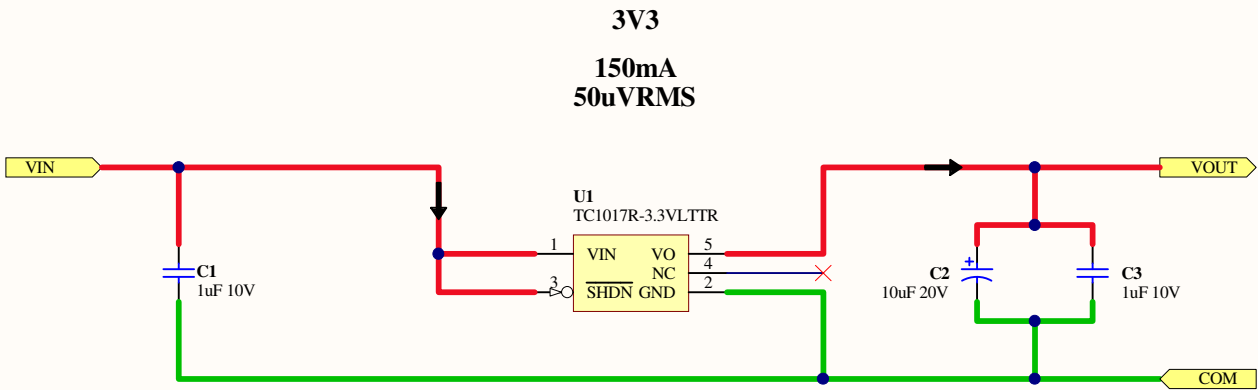 3V3
150mA
50uVRMS
VIN
VOUT
U1
TC1017R-3.3VLTTR
1
VIN
VO
5
NC
4
3
SHDN
GND
2
C1
1uF 10V
C2
10uF 20V
+
C3
1uF 10V
COM